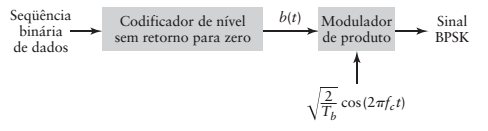 Seqüência
binária
de dados
Codificador de nível
sem retorno para zero
b(t)
Modulador
de produto
Sinal
BPSK
√(2/T_b) cos(2πf_ct)